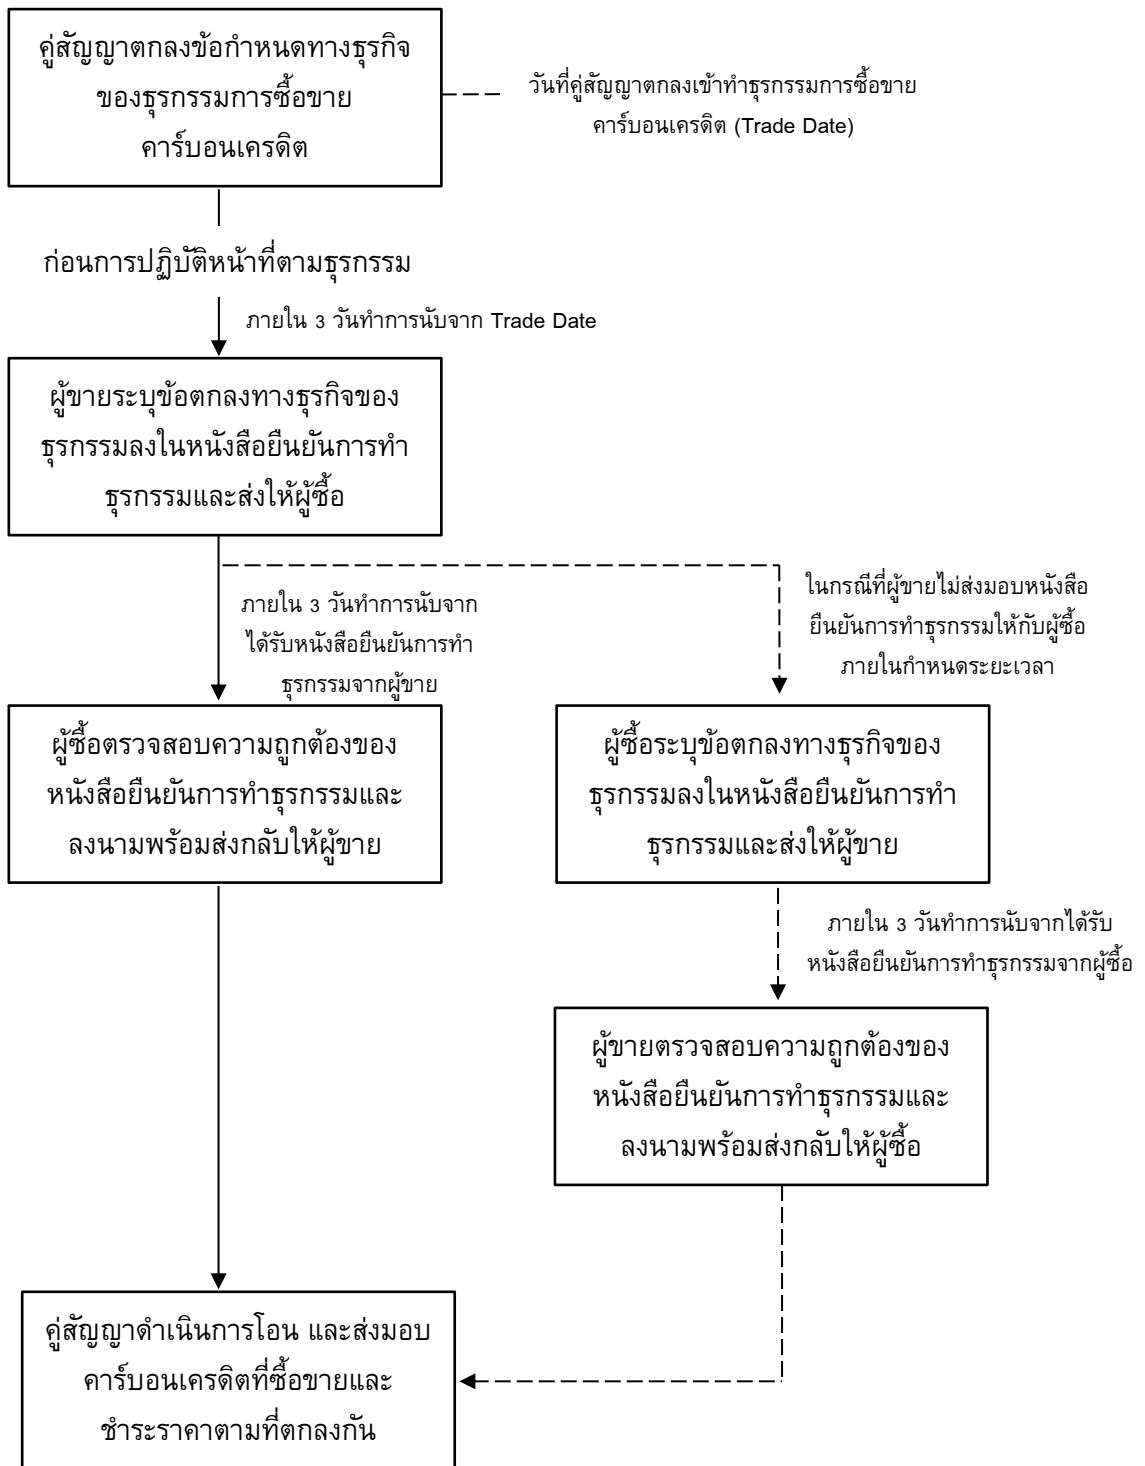 คู่สัญญาตกลงข้อกำหนดทางธุรกิจ
ของธุรกรรมการซื้อขาย
คาร์บอนเครดิต
วันที่คู่สัญญาตกลงเข้าทำธุรกรรมการซื้อขาย
คาร์บอนเครดิต (Trade Date)
ก่อนการปฏิบัติหน้าที่ตามธุรกรรม
ภายใน 3 วันทำการนับจาก Trade Date
ผู้ขายระบุข้อตกลงทางธุรกิจของ
ธุรกรรมลงในหนังสือยืนยันการทำ
ธุรกรรมและส่งให้ผู้ซื้อ
ภายใน 3 วันทำการนับจาก
ได้รับหนังสือยืนยันการทำ
ธุรกรรมจากผู้ขาย
ในกรณีที่ผู้ขายไม่ส่งมอบหนังสือ
ยืนยันการทำธุรกรรมให้กับผู้ซื้อ
ภายในกำหนดระยะเวลา
ผู้ซื้อตรวจสอบความถูกต้องของ
หนังสือยืนยันการทำธุรกรรมและ
ลงนามพร้อมส่งกลับให้ผู้ขาย
ผู้ซื้อระบุข้อตกลงทางธุรกิจของ
ธุรกรรมลงในหนังสือยืนยันการทำ
ธุรกรรมและส่งให้ผู้ขาย
ภายใน 3 วันทำการนับจากได้รับ
หนังสือยืนยันการทำธุรกรรมจากผู้ซื้อ
ผู้ขายตรวจสอบความถูกต้องของ
หนังสือยืนยันการทำธุรกรรมและ
ลงนามพร้อมส่งกลับให้ผู้ซื้อ
คู่สัญญาดำเนินการโอน และส่งมอบ
คาร์บอนเครดิตที่ซื้อขายและ
ชำระราคาตามที่ตกลงกัน